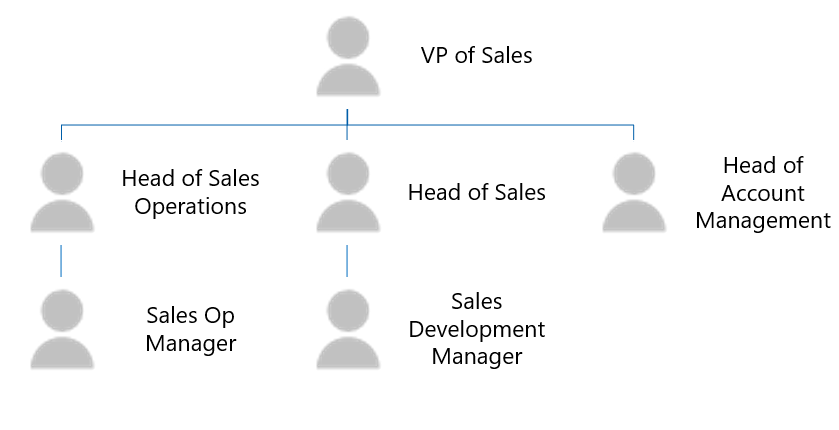 VP of Sales
Head of Sales
Operations
Head of Sales
Head of
Account
Management
Sales Op
Manager
Sales
Development
Manager